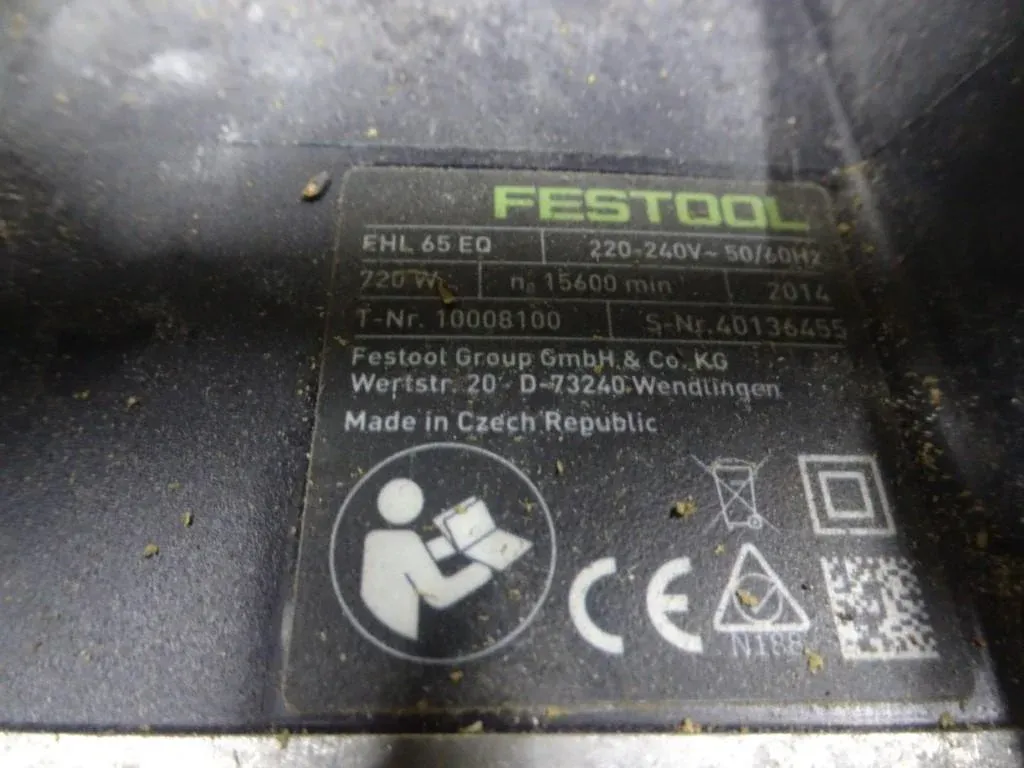 FESTOOL
EHL 65 EQ 220-240V~ 50/60Hz
720 W n₀ 15600 min 2014
T-Nr. 10008100 S-Nr. 40136455
Festool Group GmbH & Co. KG
Wertstr. 20 · D-73240 Wendlingen
Made in Czech Republic
CE